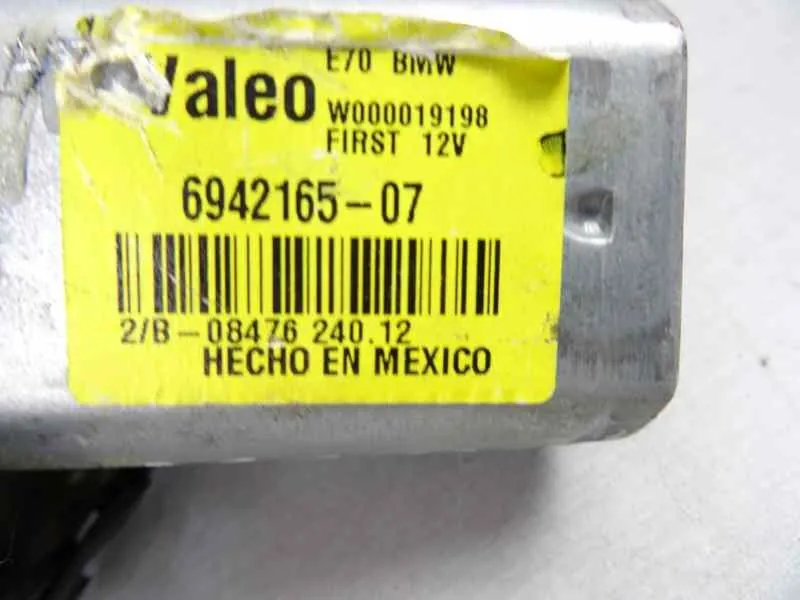 Valeo
E70 BMW
W000019198
FIRST 12V
6942165-07
2/B-08476 240.12
HECHO EN MEXICO